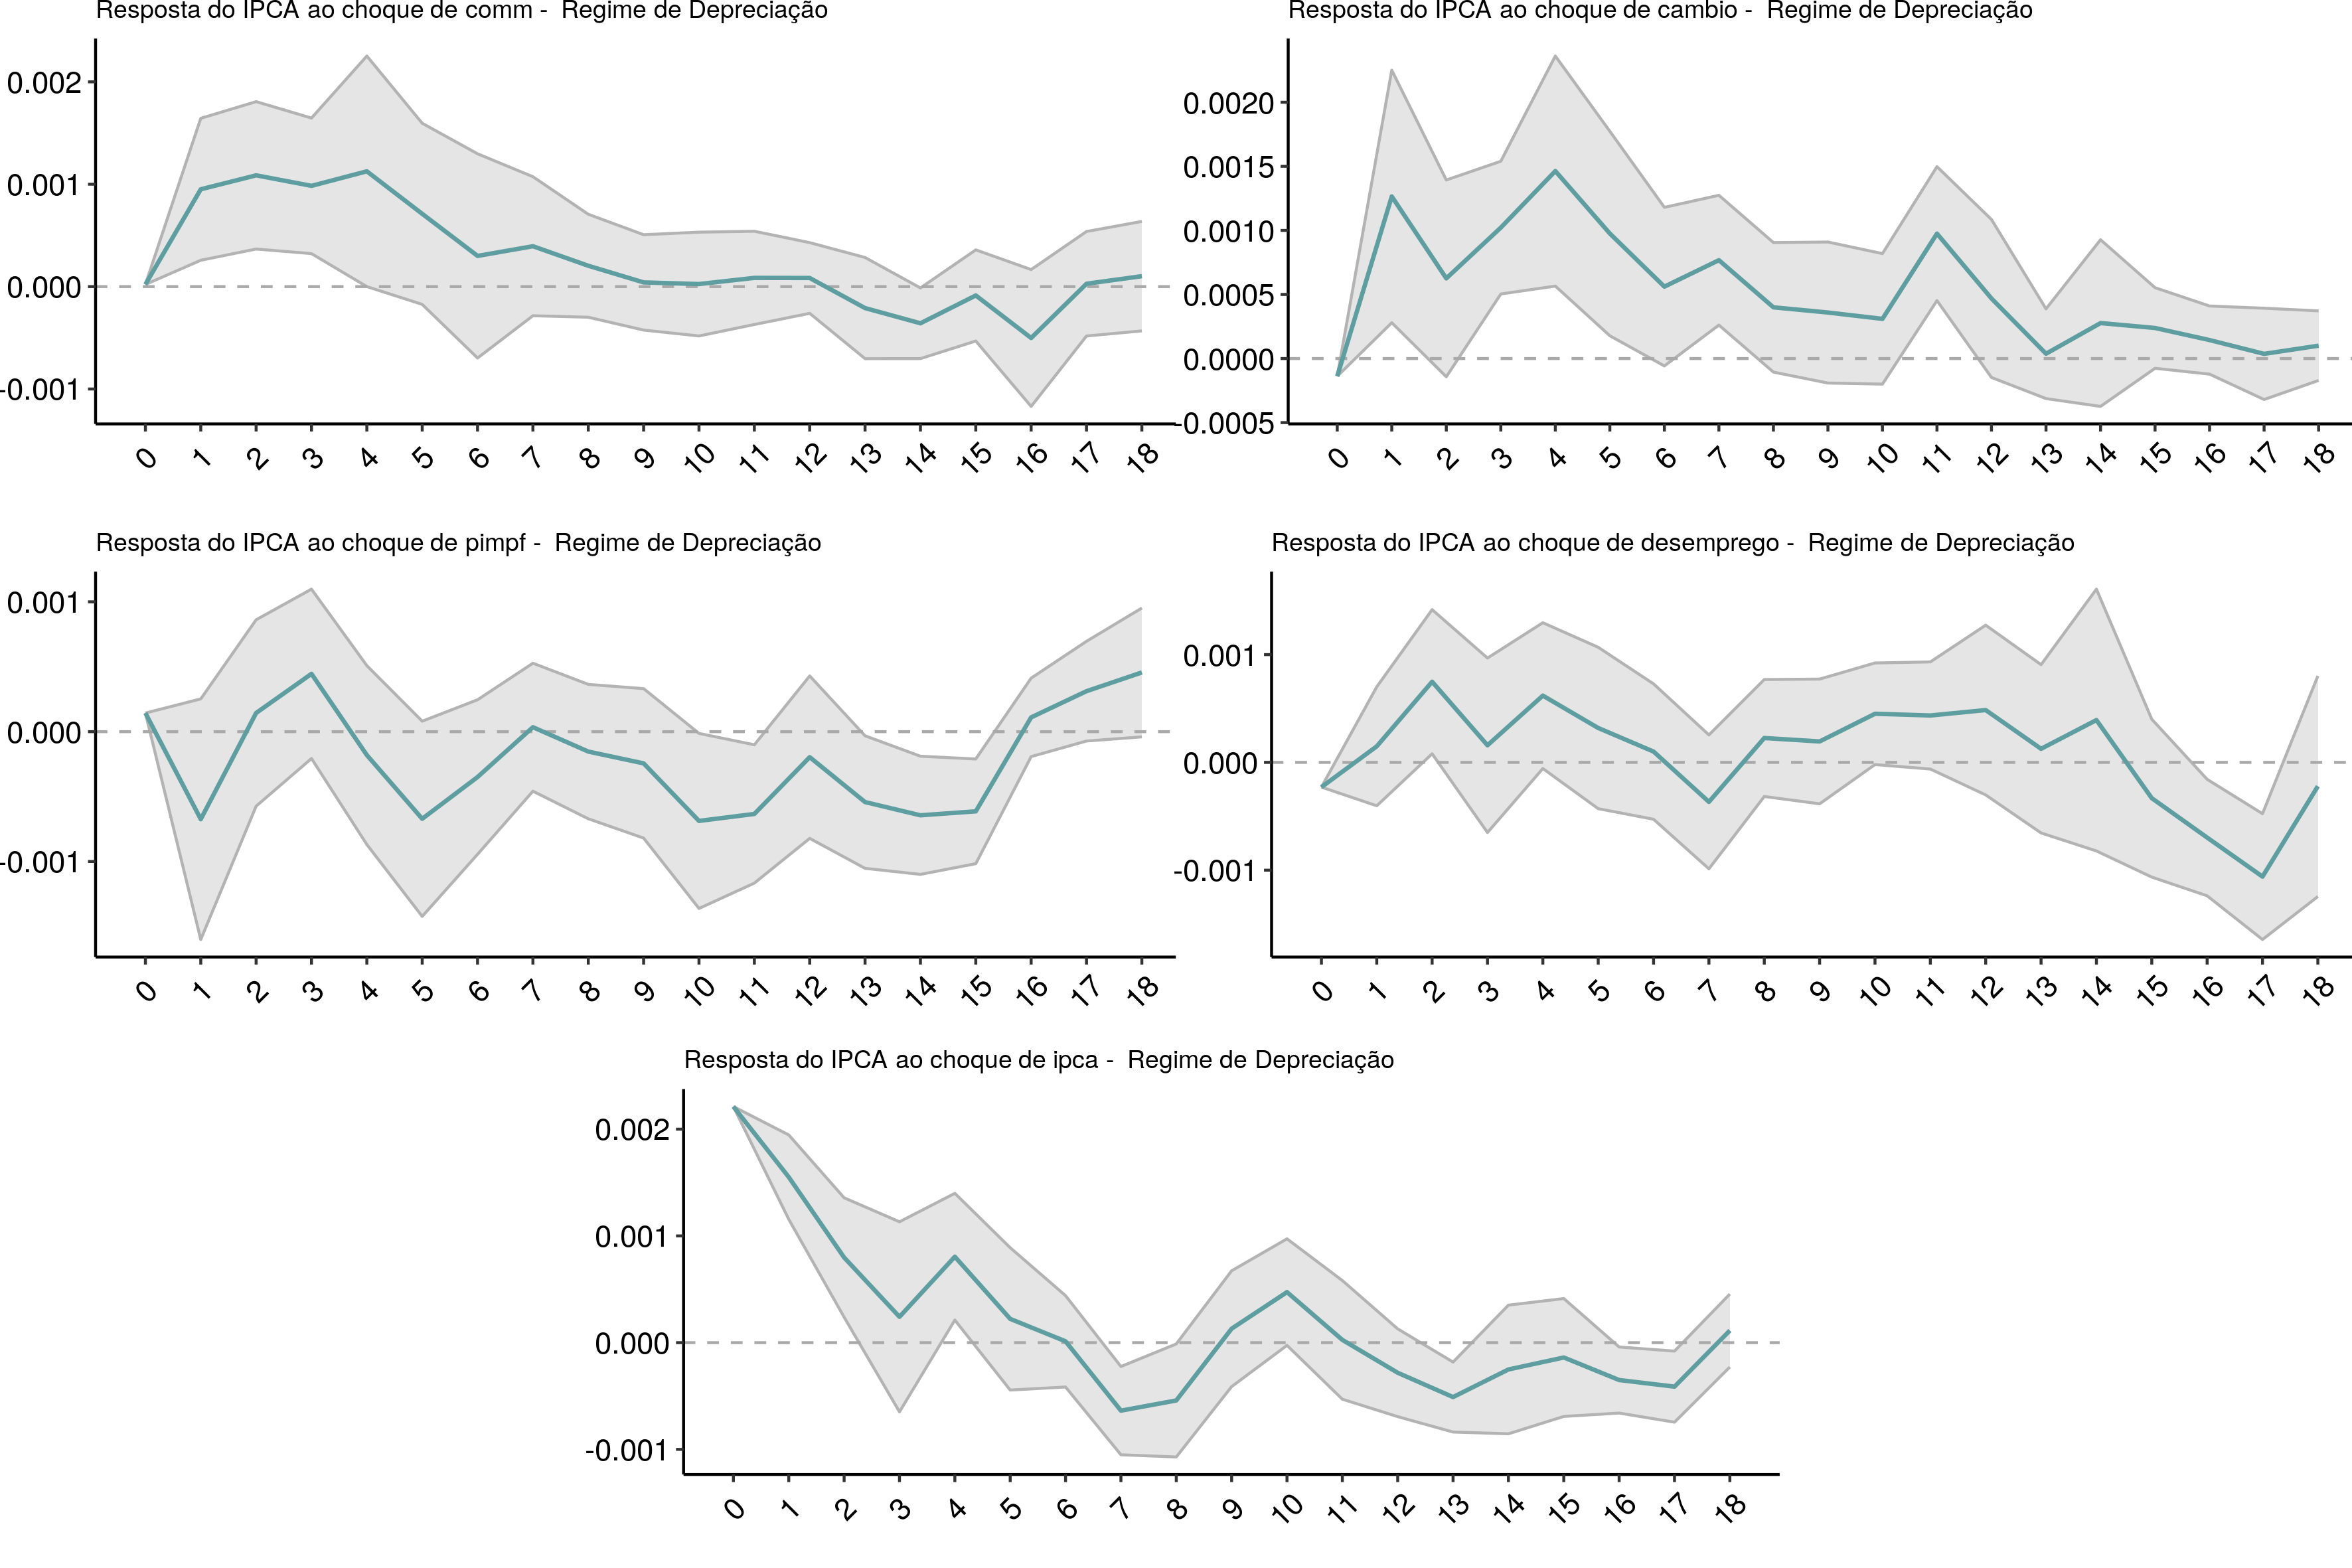 Resposta do IPCA ao choque de comm -  Regime de Depreciação
0.002
0.001
0.000
-0.001
0 1 2 3 4 5 6 7 8 9 10 11 12 13 14 15 16 17 18
Resposta do IPCA ao choque de cambio -  Regime de Depreciação
0.0020
0.0015
0.0010
0.0005
0.0000
-0.0005
0 1 2 3 4 5 6 7 8 9 10 11 12 13 14 15 16 17 18
Resposta do IPCA ao choque de pimpf -  Regime de Depreciação
0.001
0.000
-0.001
0 1 2 3 4 5 6 7 8 9 10 11 12 13 14 15 16 17 18
Resposta do IPCA ao choque de desemprego -  Regime de Depreciação
0.001
0.000
-0.001
0 1 2 3 4 5 6 7 8 9 10 11 12 13 14 15 16 17 18
Resposta do IPCA ao choque de ipca -  Regime de Depreciação
0.002
0.001
0.000
-0.001
0 1 2 3 4 5 6 7 8 9 10 11 12 13 14 15 16 17 18